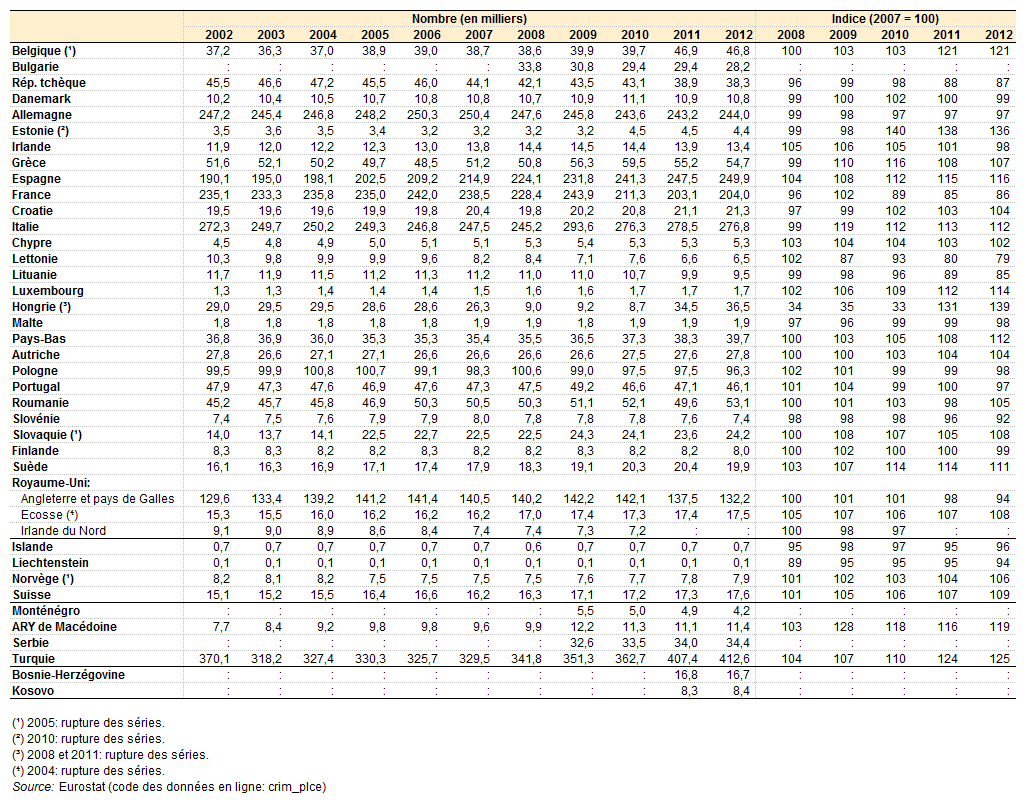 Nombre (en milliers) Indice (2007 = 100)
2002 2003 2004 2005 2006 2007 2008 2009 2010 2011 2012 2008 2009 2010 2011 2012
Belgique (¹) 37,2 36,3 37,0 38,9 39,0 38,7 38,6 39,9 39,7 46,9 46,8 100 103 103 121 121
Bulgarie : : : : : : 33,8 30,8 29,4 29,4 28,2 : : : : :
Rép. tchèque 45,5 46,6 47,2 45,5 46,0 44,1 42,1 43,5 43,1 38,9 38,3 96 99 98 88 87
Danemark 10,2 10,4 10,5 10,7 10,8 10,8 10,7 10,9 11,1 10,9 10,8 99 100 102 100 99
Allemagne 247,2 245,4 246,8 248,2 250,3 250,4 247,6 245,8 243,6 243,2 244,0 99 98 97 97 97
Estonie (²) 3,5 3,6 3,5 3,4 3,2 3,2 3,2 3,2 4,5 4,5 4,4 99 98 140 138 136
Irlande 11,9 12,0 12,2 12,3 13,0 13,8 14,4 14,5 14,4 13,9 13,4 105 106 105 101 98
Grèce 51,6 52,1 50,2 49,7 48,5 51,2 50,8 56,3 59,5 55,2 54,7 99 110 116 108 107
Espagne 190,1 195,0 198,1 202,5 209,2 214,9 224,1 231,8 241,3 247,5 249,9 104 108 112 115 116
France 235,1 233,3 235,8 235,0 242,0 238,5 228,4 243,9 211,3 203,1 204,0 96 102 89 85 86
Croatie 19,5 19,6 19,6 19,9 19,8 20,4 19,8 20,2 20,8 21,1 21,3 97 99 102 103 104
Italie 272,3 249,7 250,2 249,3 246,8 247,5 245,2 293,6 276,3 278,5 276,8 99 119 112 113 112
Chypre 4,5 4,8 4,9 5,0 5,1 5,1 5,3 5,4 5,3 5,3 5,3 103 104 104 103 102
Lettonie 10,3 9,8 9,9 9,9 9,6 8,2 8,4 7,1 7,6 6,6 6,5 102 87 93 80 79
Lituanie 11,7 11,9 11,5 11,2 11,3 11,2 11,0 11,0 10,7 9,9 9,5 99 98 96 89 85
Luxembourg 1,3 1,3 1,4 1,4 1,4 1,5 1,6 1,6 1,7 1,7 1,7 102 106 109 112 114
Hongrie (³) 29,0 29,5 29,5 28,6 28,6 26,3 9,0 9,2 8,7 34,5 36,5 34 35 33 131 139
Malte 1,8 1,8 1,8 1,8 1,8 1,9 1,9 1,8 1,9 1,9 1,9 97 96 99 99 98
Pays-Bas 36,8 36,9 36,0 35,3 35,3 35,4 35,5 36,5 37,3 38,3 39,7 100 103 105 108 112
Autriche 27,8 26,6 27,1 27,1 26,6 26,6 26,6 26,6 27,5 27,6 27,8 100 100 103 104 104
Pologne 99,5 99,9 100,8 100,7 99,1 98,3 100,6 99,0 97,5 97,5 96,3 102 101 99 99 98
Portugal 47,9 47,3 47,6 46,9 47,6 47,3 47,5 49,2 46,6 47,1 46,1 101 104 99 100 97
Roumanie 45,2 45,7 45,8 46,9 50,3 50,5 50,3 51,1 52,1 49,6 53,1 100 101 103 98 105
Slovénie 7,4 7,5 7,6 7,9 7,9 8,0 7,8 7,8 7,8 7,6 7,4 98 98 98 96 92
Slovaquie (¹) 14,0 13,7 14,1 22,5 22,7 22,5 22,5 24,3 24,1 23,6 24,2 100 108 107 105 108
Finlande 8,3 8,3 8,2 8,2 8,3 8,2 8,2 8,3 8,2 8,2 8,0 100 102 100 100 99
Suède 16,1 16,3 16,9 17,1 17,4 17,9 18,3 19,1 20,3 20,4 19,9 103 107 114 114 111
Royaume-Uni:
Angleterre et pays de Galles 129,6 133,4 139,2 141,2 141,4 140,5 140,2 142,2 142,1 137,5 132,2 100 101 101 98 94
Ecosse (⁴) 15,3 15,5 16,0 16,2 16,2 16,2 17,0 17,4 17,3 17,4 17,5 105 107 106 107 108
Irlande du Nord 9,1 9,0 8,9 8,6 8,4 7,4 7,4 7,3 7,2 : : 100 98 97 : :
Islande 0,7 0,7 0,7 0,7 0,7 0,7 0,6 0,7 0,7 0,7 0,7 95 98 97 95 96
Liechtenstein 0,1 0,1 0,1 0,1 0,1 0,1 0,1 0,1 0,1 0,1 0,1 89 95 95 95 94
Norvège (¹) 8,2 8,1 8,2 7,5 7,5 7,5 7,5 7,6 7,7 7,8 7,9 101 102 103 104 106
Suisse 15,1 15,2 15,5 16,4 16,6 16,2 16,3 17,1 17,2 17,3 17,6 101 105 106 107 109
Monténégro : : : : : : : 5,5 5,0 4,9 4,2 : : : : :
ARY de Macédoine 7,7 8,4 9,2 9,8 9,8 9,6 9,9 12,2 11,3 11,1 11,4 103 128 118 116 119
Serbie : : : : : : : 32,6 33,5 34,0 34,4 : : : : :
Turquie 370,1 318,2 327,4 330,3 325,7 329,5 341,8 351,3 362,7 407,4 412,6 104 107 110 124 125
Bosnie-Herzégovine : : : : : : : : : 16,8 16,7 : : : : :
Kosovo : : : : : : : : : 8,3 8,4 : : : : :
(¹) 2005: rupture des séries.
(²) 2010: rupture des séries.
(³) 2008 et 2011: rupture des séries.
(⁴) 2004: rupture des séries.
Source: Eurostat (code des données en ligne: crim_plce)